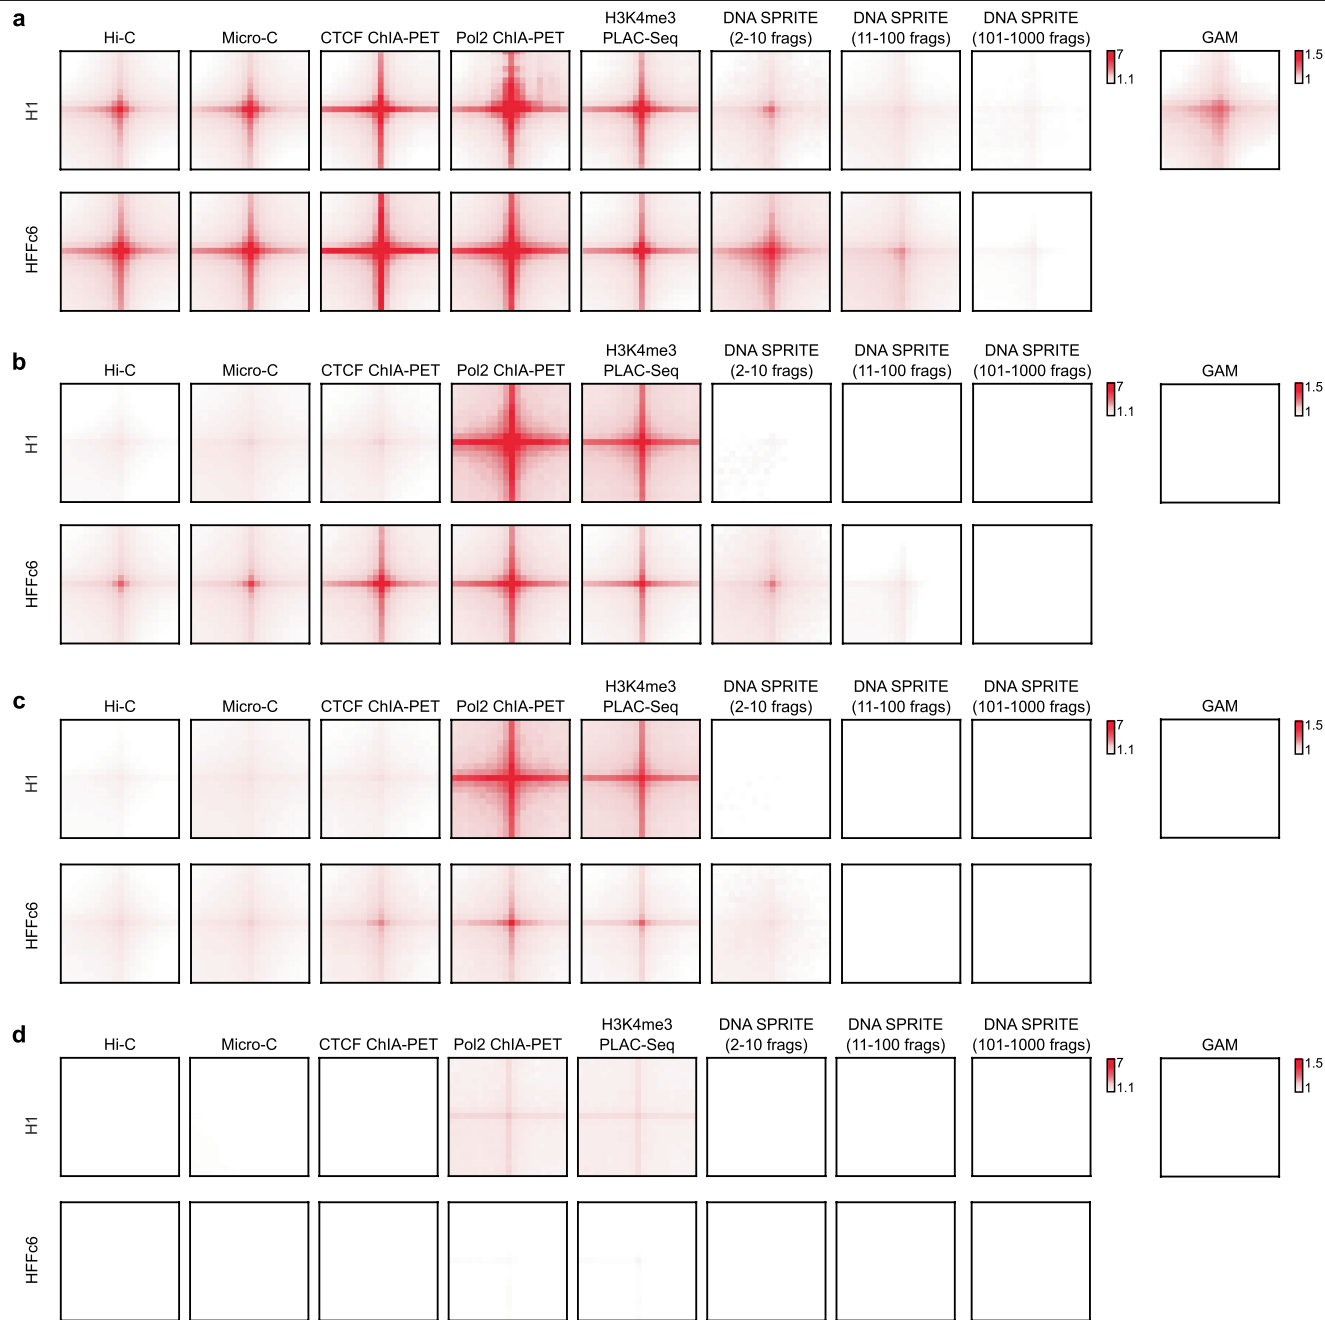 a
H3K4me3 DNA SPRITE DNA SPRITE DNA SPRITE
Hi-C Micro-C CTCF ChIA-PET Pol2 ChIA-PET PLAC-Seq (2-10 frags) (11-100 frags) (101-1000 frags) GAM
H1 7 1.5
1.1 1
HFFc6
b
H3K4me3 DNA SPRITE DNA SPRITE DNA SPRITE
Hi-C Micro-C CTCF ChIA-PET Pol2 ChIA-PET PLAC-Seq (2-10 frags) (11-100 frags) (101-1000 frags) GAM
H1 7 1.5
1.1 1
HFFc6
c
H3K4me3 DNA SPRITE DNA SPRITE DNA SPRITE
Hi-C Micro-C CTCF ChIA-PET Pol2 ChIA-PET PLAC-Seq (2-10 frags) (11-100 frags) (101-1000 frags) GAM
H1 7 1.5
1.1 1
HFFc6
d
H3K4me3 DNA SPRITE DNA SPRITE DNA SPRITE
Hi-C Micro-C CTCF ChIA-PET Pol2 ChIA-PET PLAC-Seq (2-10 frags) (11-100 frags) (101-1000 frags) GAM
H1 7 1.5
1.1 1
HFFc6